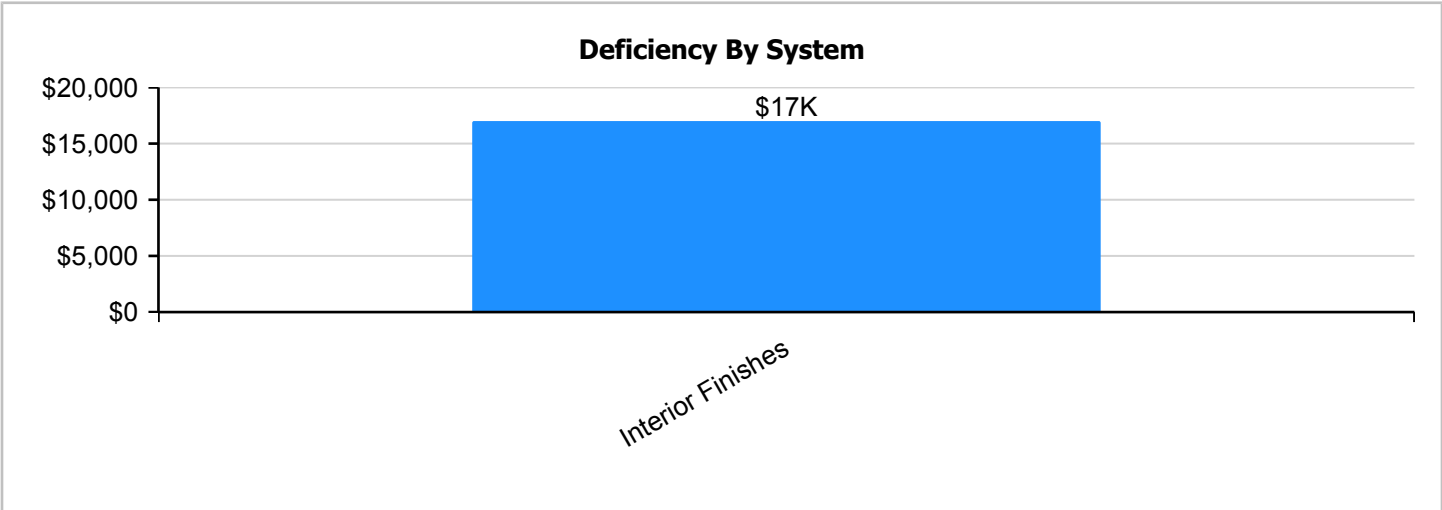 Deficiency By System
$20,000
$17K
$15,000
$10,000
$5,000
$0
Interior Finishes